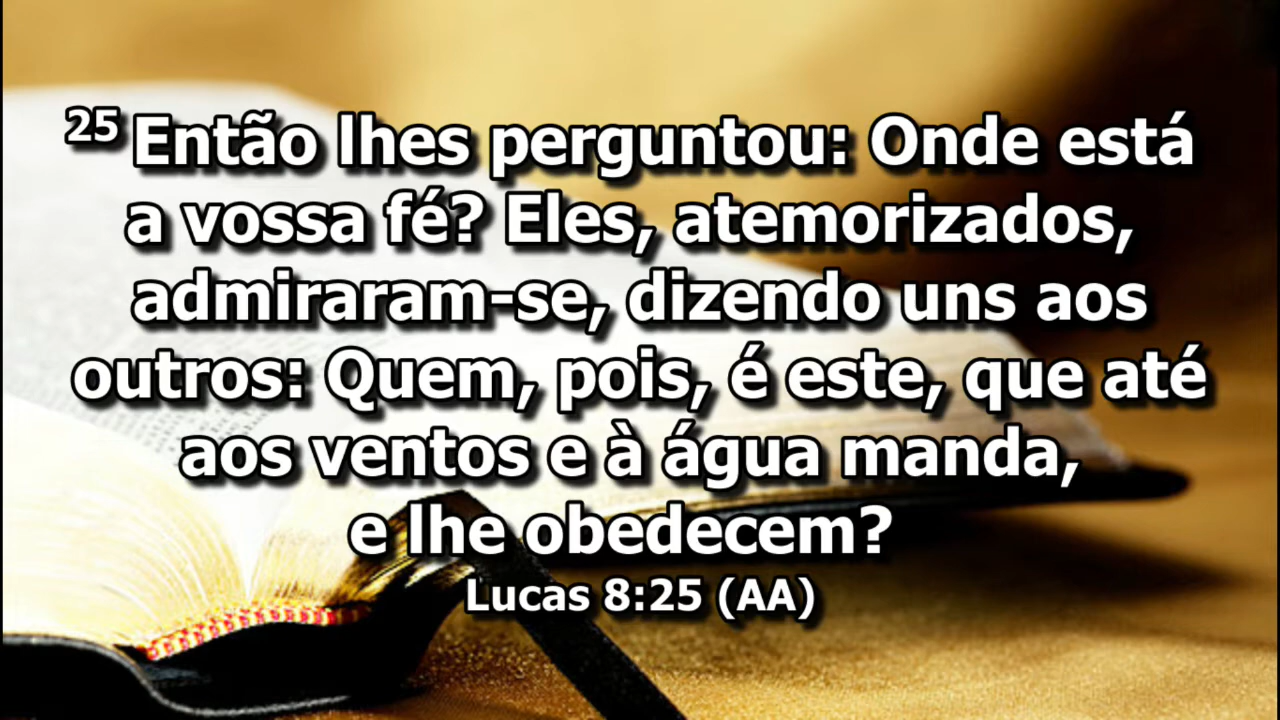 25 Então lhes perguntou: Onde está
a vossa fé? Eles, atemorizados,
admiraram-se, dizendo uns aos
outros: Quem, pois, é este, que até
aos ventos e à água manda,
e lhe obedecem?
Lucas 8:25 (AA)